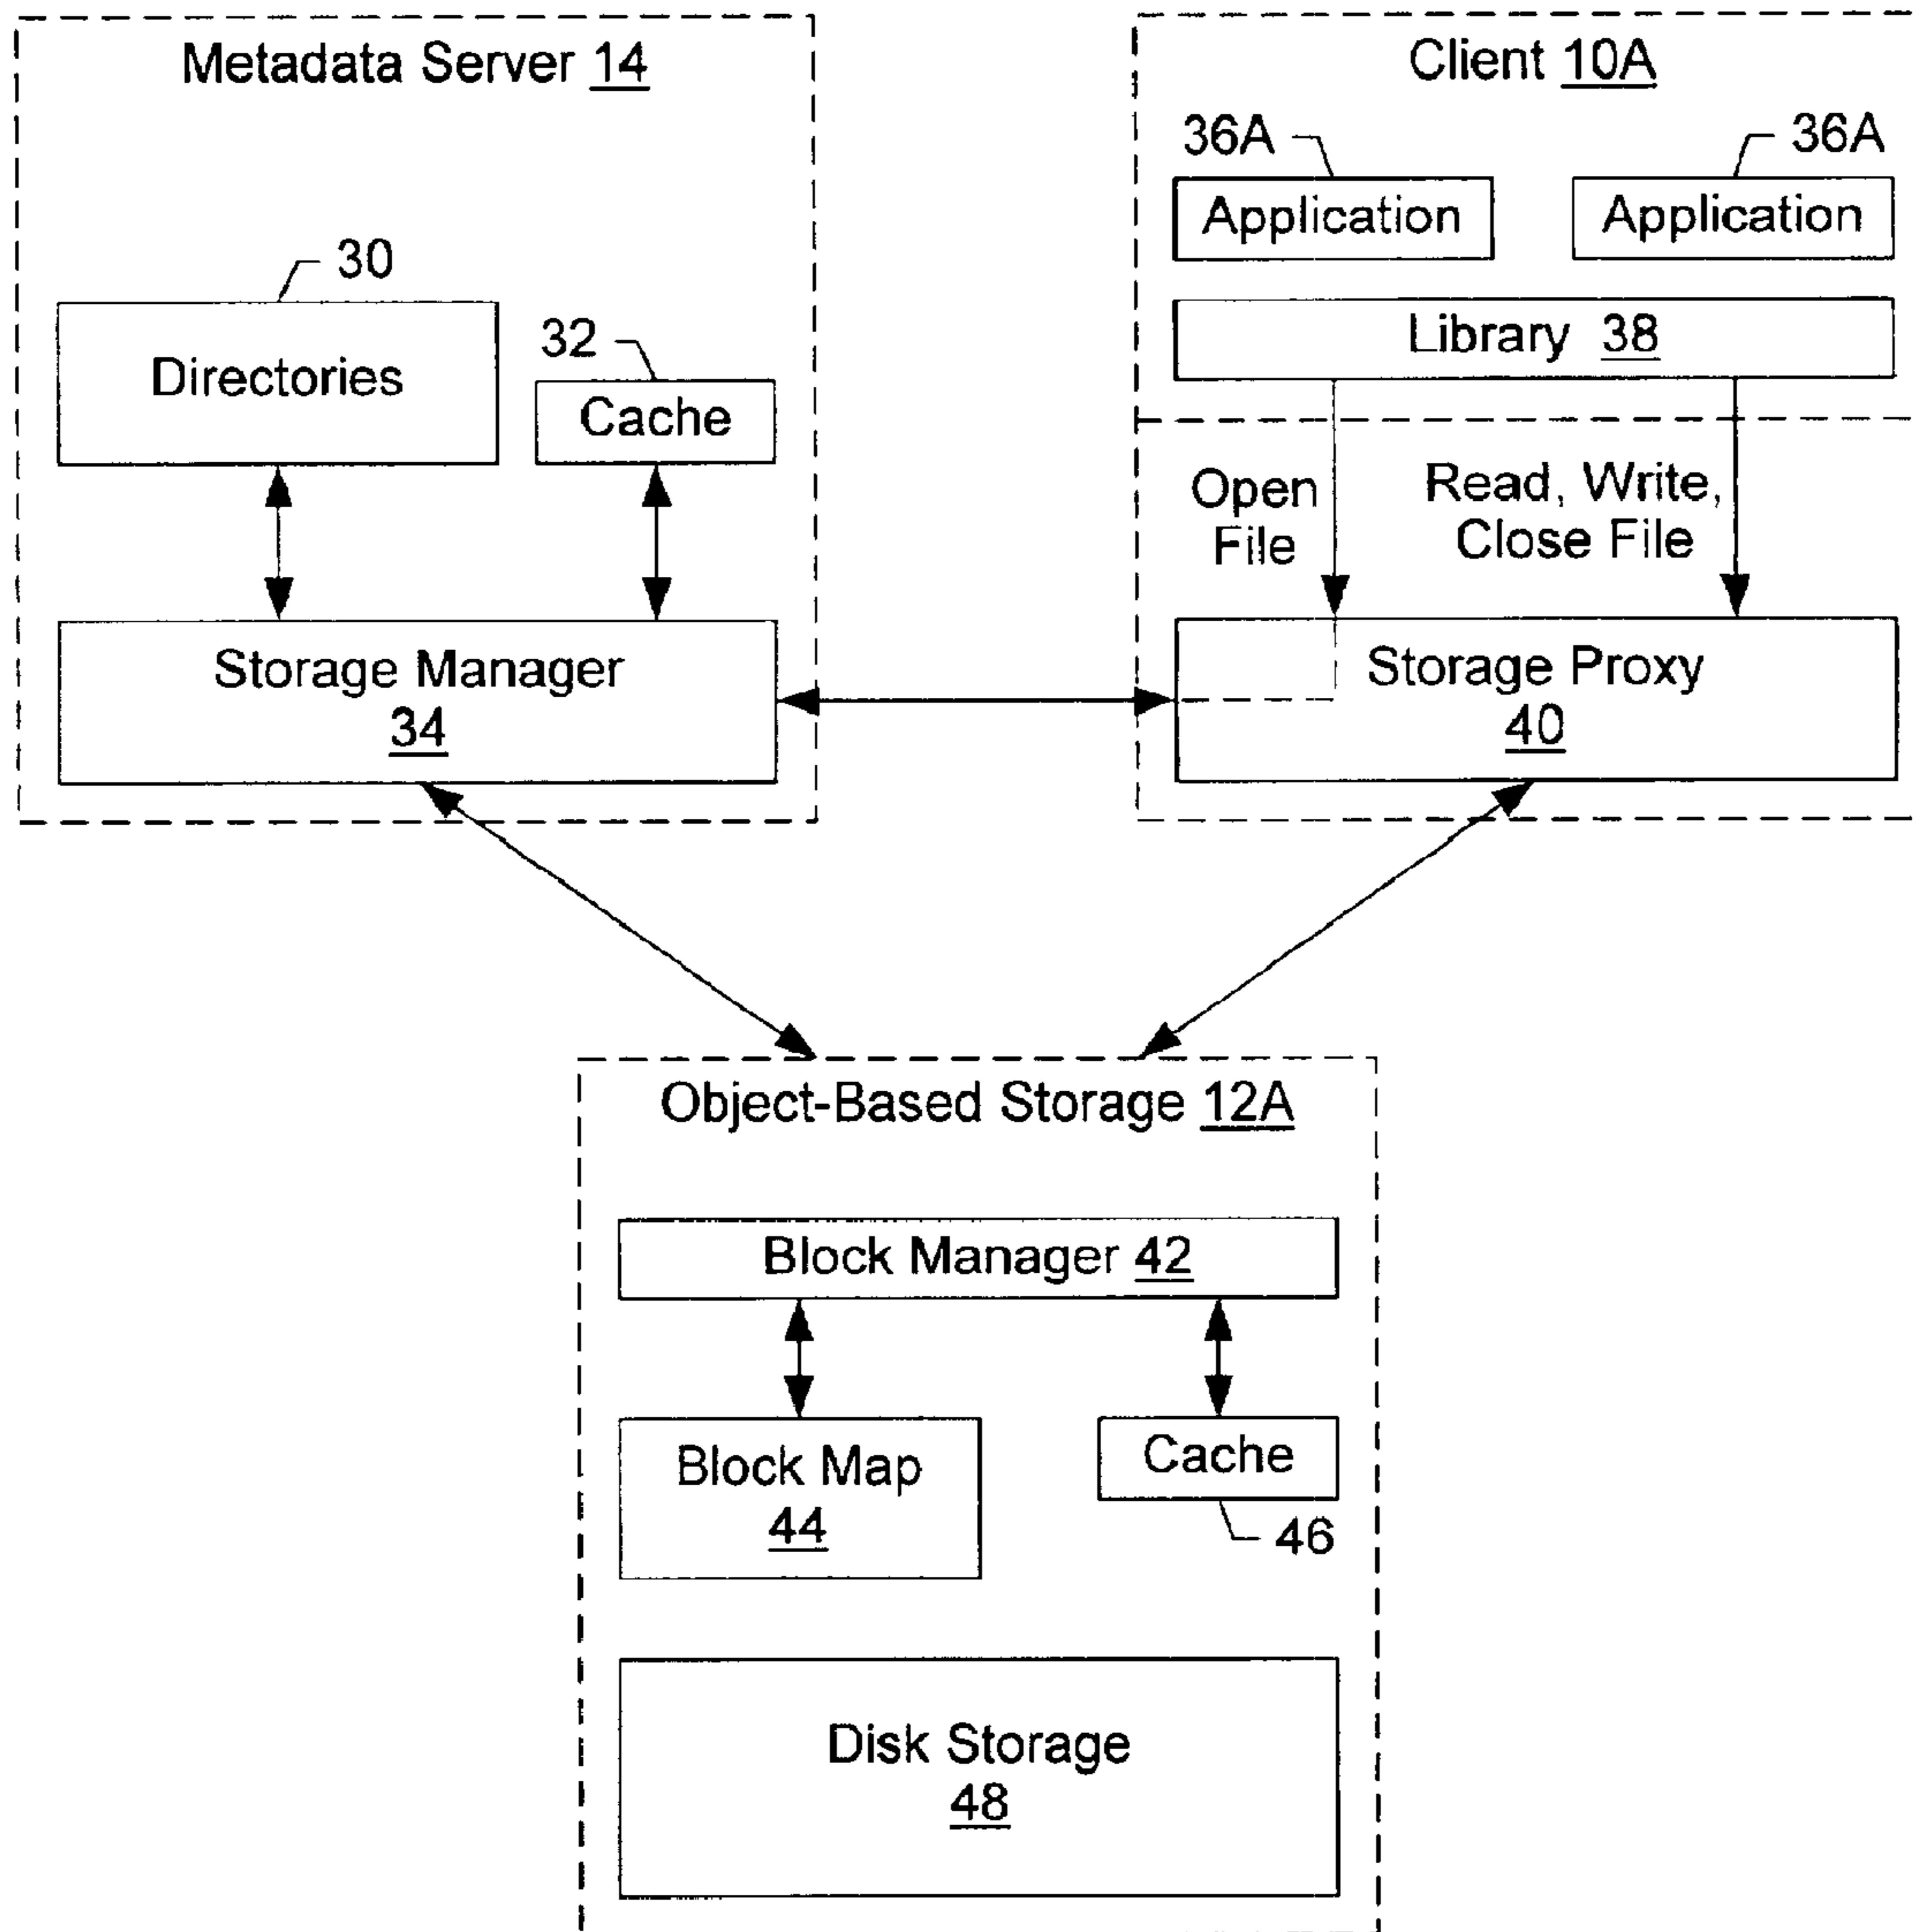 Metadata Server 14
30
Directories
32
Cache
Storage Manager
34
Client 10A
36A
36A
Application
Application
Library 38
Open
File
Read, Write,
Close File
Storage Proxy
40
Object-Based Storage 12A
Block Manager 42
Block Map
44
Cache
46
Disk Storage
48